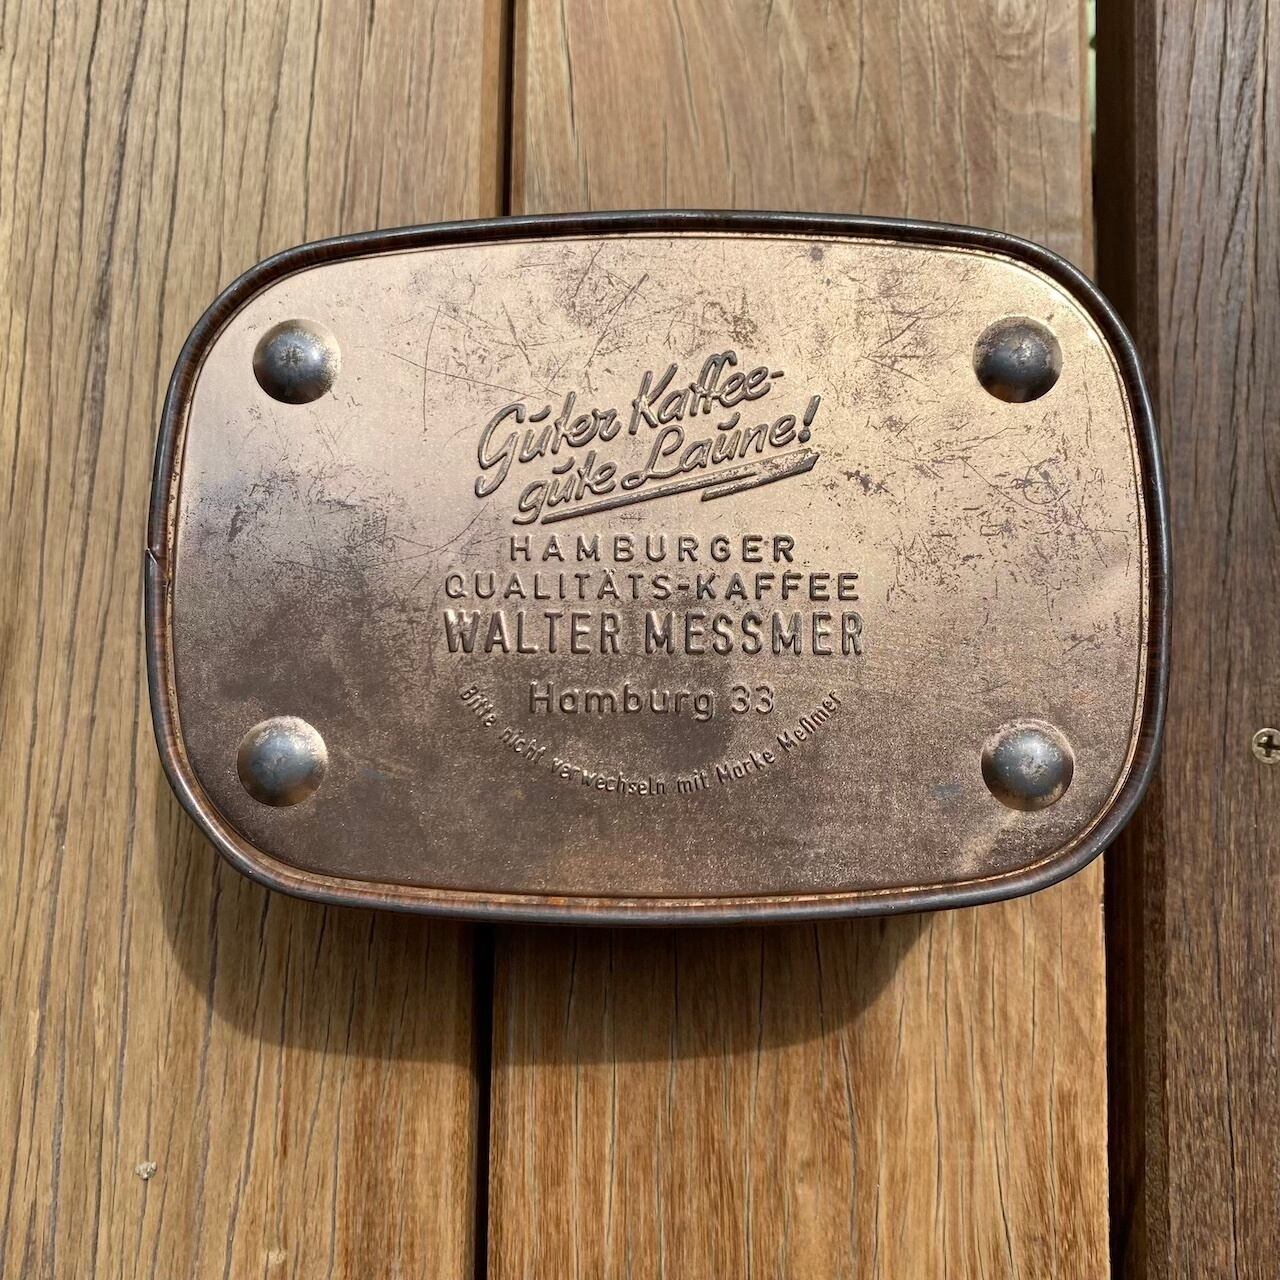 Guter Kaffee-
gute Laune!
HAMBURGER
QUALITÄTS-KAFFEE
WALTER MESSMER
Hamburg 33
Bitte nicht verwechseln mit Marke Meßmer